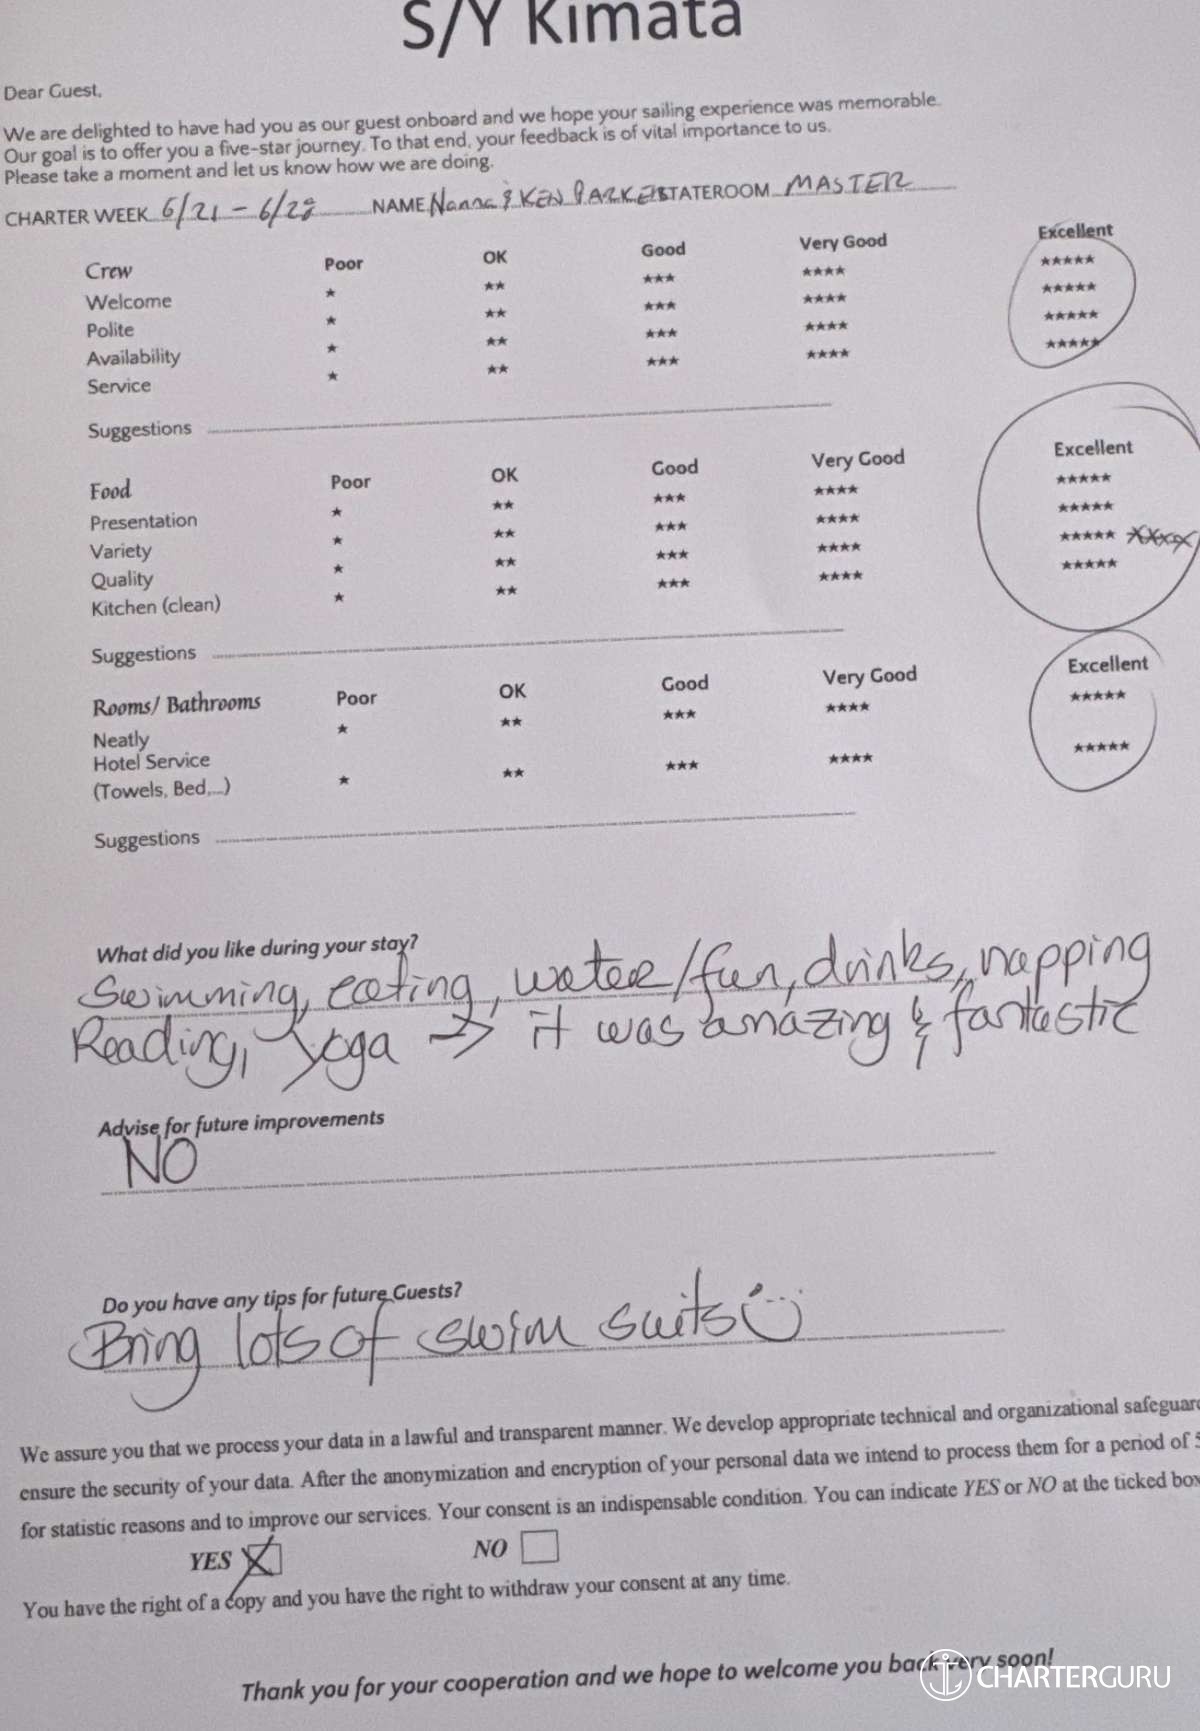 S/Y Kimata
Dear Guest,
We are delighted to have had you as our guest onboard and we hope your sailing experience was memorable.
Our goal is to offer you a five-star journey. To that end, your feedback is of vital importance to us.
Please take a moment and let us know how we are doing.
CHARTER WEEK 6/21 - 6/28 NAME & KEN PARKER STATEROOM MASTER
Crew Poor OK Good Very Good Excellent
Welcome ★ ★★ ★★★ ★★★★ ★★★★★
Polite ★ ★★ ★★★ ★★★★ ★★★★★
Availability ★ ★★ ★★★ ★★★★ ★★★★★
Service ★ ★★ ★★★ ★★★★ ★★★★★
Suggestions
Food Poor OK Good Very Good Excellent
Presentation ★ ★★ ★★★ ★★★★ ★★★★★
Variety ★ ★★ ★★★ ★★★★ ★★★★★
Quality ★ ★★ ★★★ ★★★★ ★★★★★ XXXXX
Kitchen (clean) ★ ★★ ★★★ ★★★★ ★★★★★
Suggestions
Rooms/ Bathrooms Poor OK Good Very Good Excellent
Neatly ★ ★★ ★★★ ★★★★ ★★★★★
Hotel Service
(Towels, Bed,...) ★ ★★ ★★★ ★★★★ ★★★★★
Suggestions
What did you like during your stay?
Swimming, eating, water/fun, drinks, napping
Reading, yoga → it was amazing & fantastic
Advise for future improvements
NO
Do you have any tips for future Guests?
Bring lots of swim suits
We assure you that we process your data in a lawful and transparent manner. We develop appropriate technical and organizational safeguar
ensure the security of your data. After the anonymization and encryption of your personal data we intend to process them for a period of 5
for statistic reasons and to improve our services. Your consent is an indispensable condition. You can indicate YES or NO at the ticked box
YES X NO
You have the right of a copy and you have the right to withdraw your consent at any time.
Thank you for your cooperation and we hope to welcome you back very soon!
CHARTERGURU